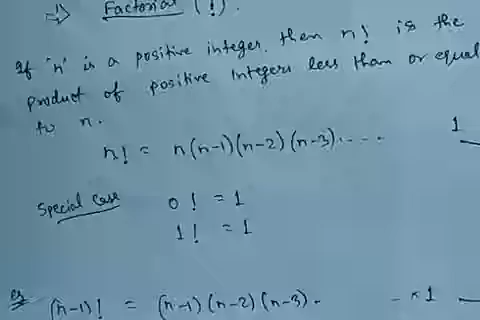 => Factorial (!).
If 'n' is a positive integer, then n! is the
product of positive Integers less than or equal
to n.
n! = n(n-1)(n-2)(n-3)..... 1
Special Case 0! = 1
1! = 1
eg (n-1)! = (n-1)(n-2)(n-3)- -×1